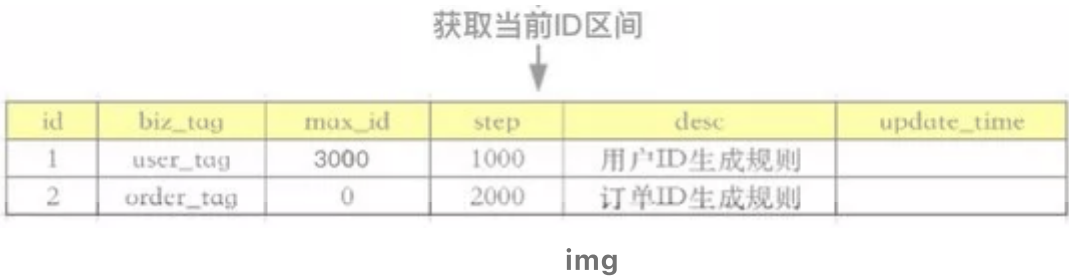 获取当前ID区间
id biz_tag max_id step desc update_time
1 user_tag 3000 1000 用户ID生成规则
2 order_tag 0 2000 订单ID生成规则
img